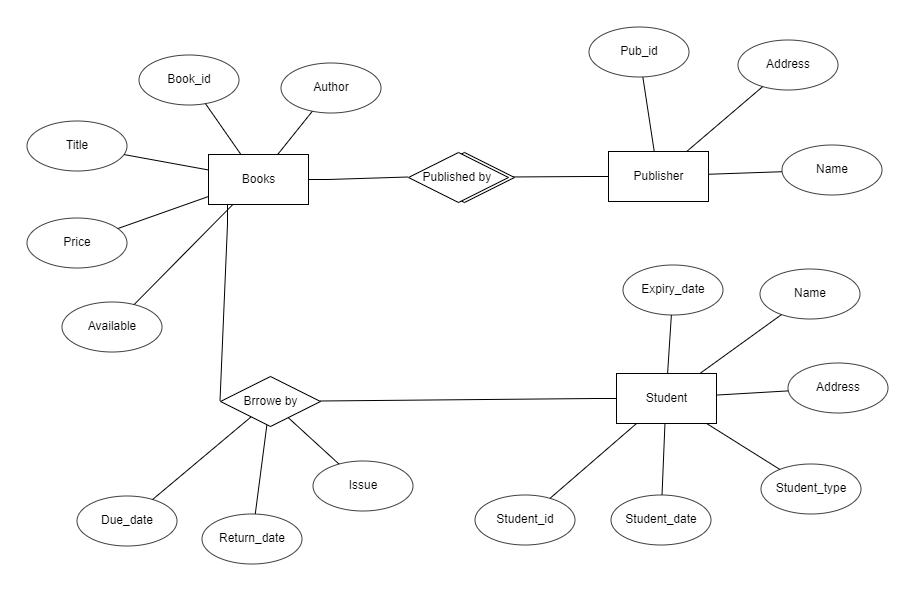 Pub_id
Address
Book_id
Author
Title
Name
Books
Published by
Publisher
Price
Available
Expiry_date
Name
Address
Student
Brrowe by
Issue
Student_type
Due_date
Return_date
Student_id
Student_date